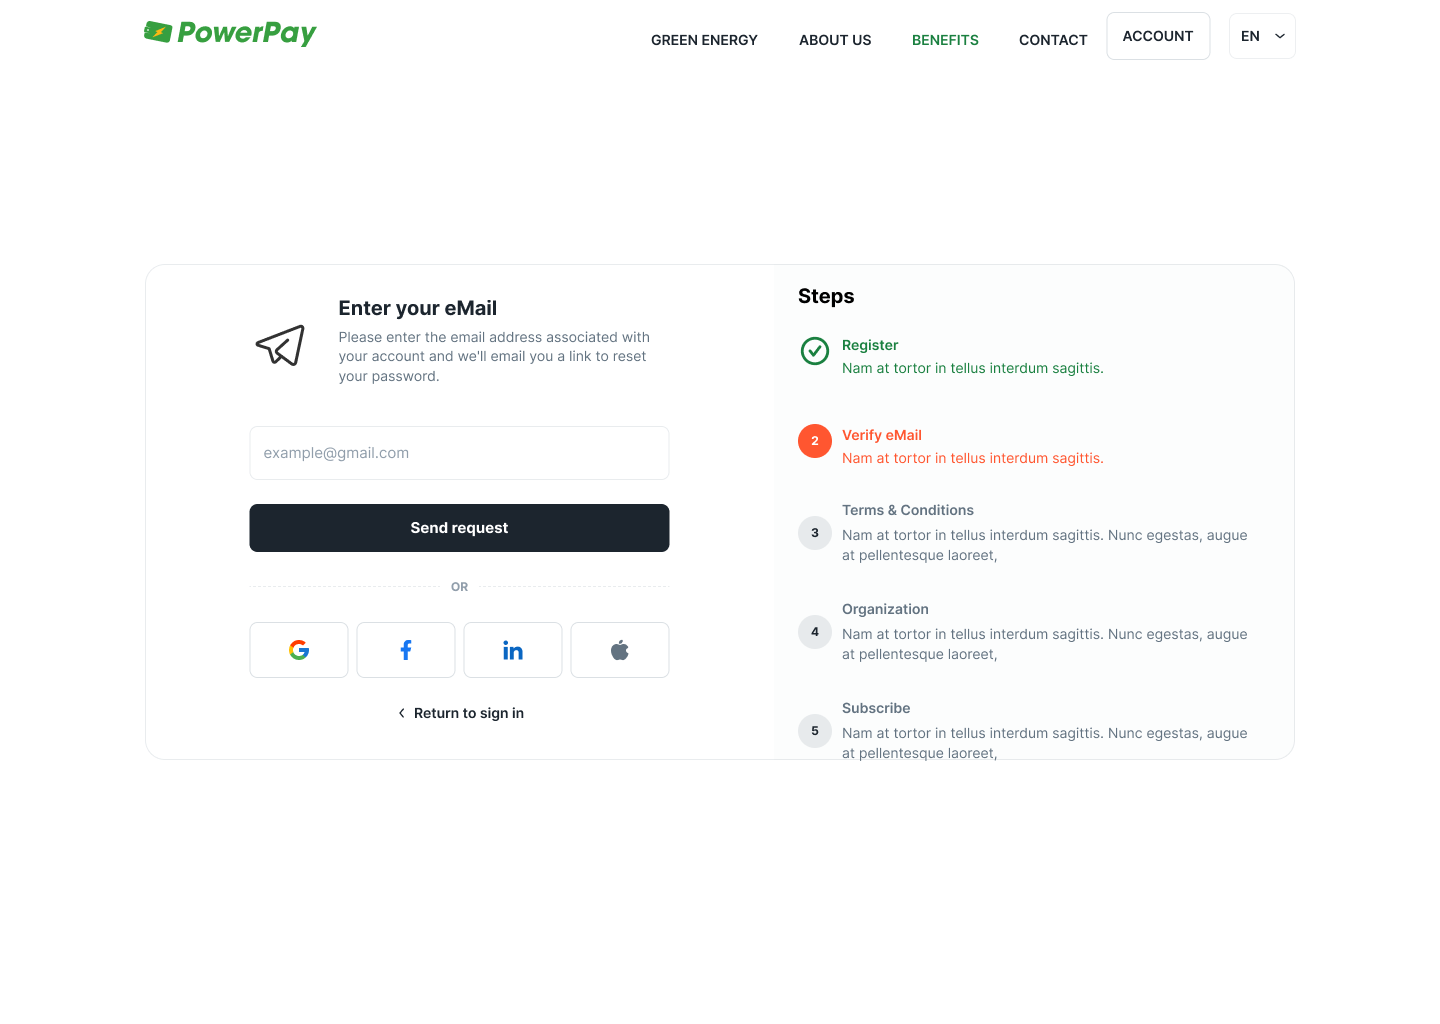 PowerPay
GREEN ENERGY
ABOUT US
BENEFITS
CONTACT
ACCOUNT
EN
Enter your eMail
Please enter the email address associated with
your account and we'll email you a link to reset
your password.
example@gmail.com
Send request
OR
Return to sign in
Steps
Register
Nam at tortor in tellus interdum sagittis.
2
Verify eMail
Nam at tortor in tellus interdum sagittis.
3
Terms & Conditions
Nam at tortor in tellus interdum sagittis. Nunc egestas, augue
at pellentesque laoreet,
4
Organization
Nam at tortor in tellus interdum sagittis. Nunc egestas, augue
at pellentesque laoreet,
5
Subscribe
Nam at tortor in tellus interdum sagittis. Nunc egestas, augue
at pellentesque laoreet,